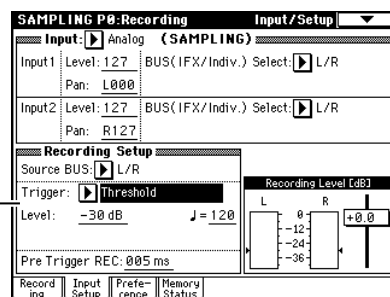 SAMPLING P0:Recording Input/Setup
Input: Analog (SAMPLING)
Input1 Level: 127 BUS(IFX/Indiv.) Select: L/R
Pan: L000
Input2 Level: 127 BUS(IFX/Indiv.) Select: L/R
Pan: R127
Recording Setup
Source BUS: L/R
Trigger: Threshold
Level: -30 dB ♩= 120
Pre Trigger REC: 005 ms
Recording Level [dB]
L R
0
+0.0
-12
-24
-36
Record ing Input Setup Prefe- rence Memory Status